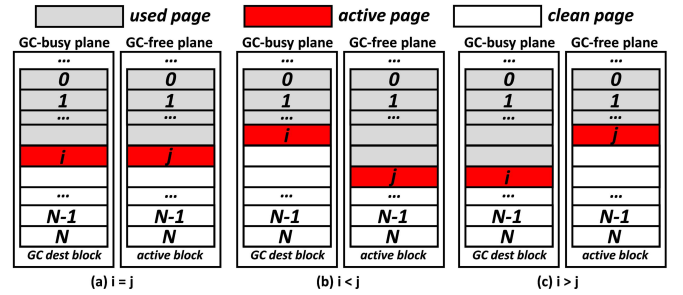 used page active page clean page
GC-busy plane GC-free plane GC-busy plane GC-free plane GC-busy plane GC-free plane
... ... ... ... ... ...
0 0 0 0 0 0
1 1 1 1 1 1
... ... ... ... ... ...
i j
i j
j i
... ... ... ... ... ...
N-1 N-1 N-1 N-1 N-1 N-1
N N N N N N
GC dest block active block GC dest block active block GC dest block active block
(a) i = j (b) i < j (c) i > j